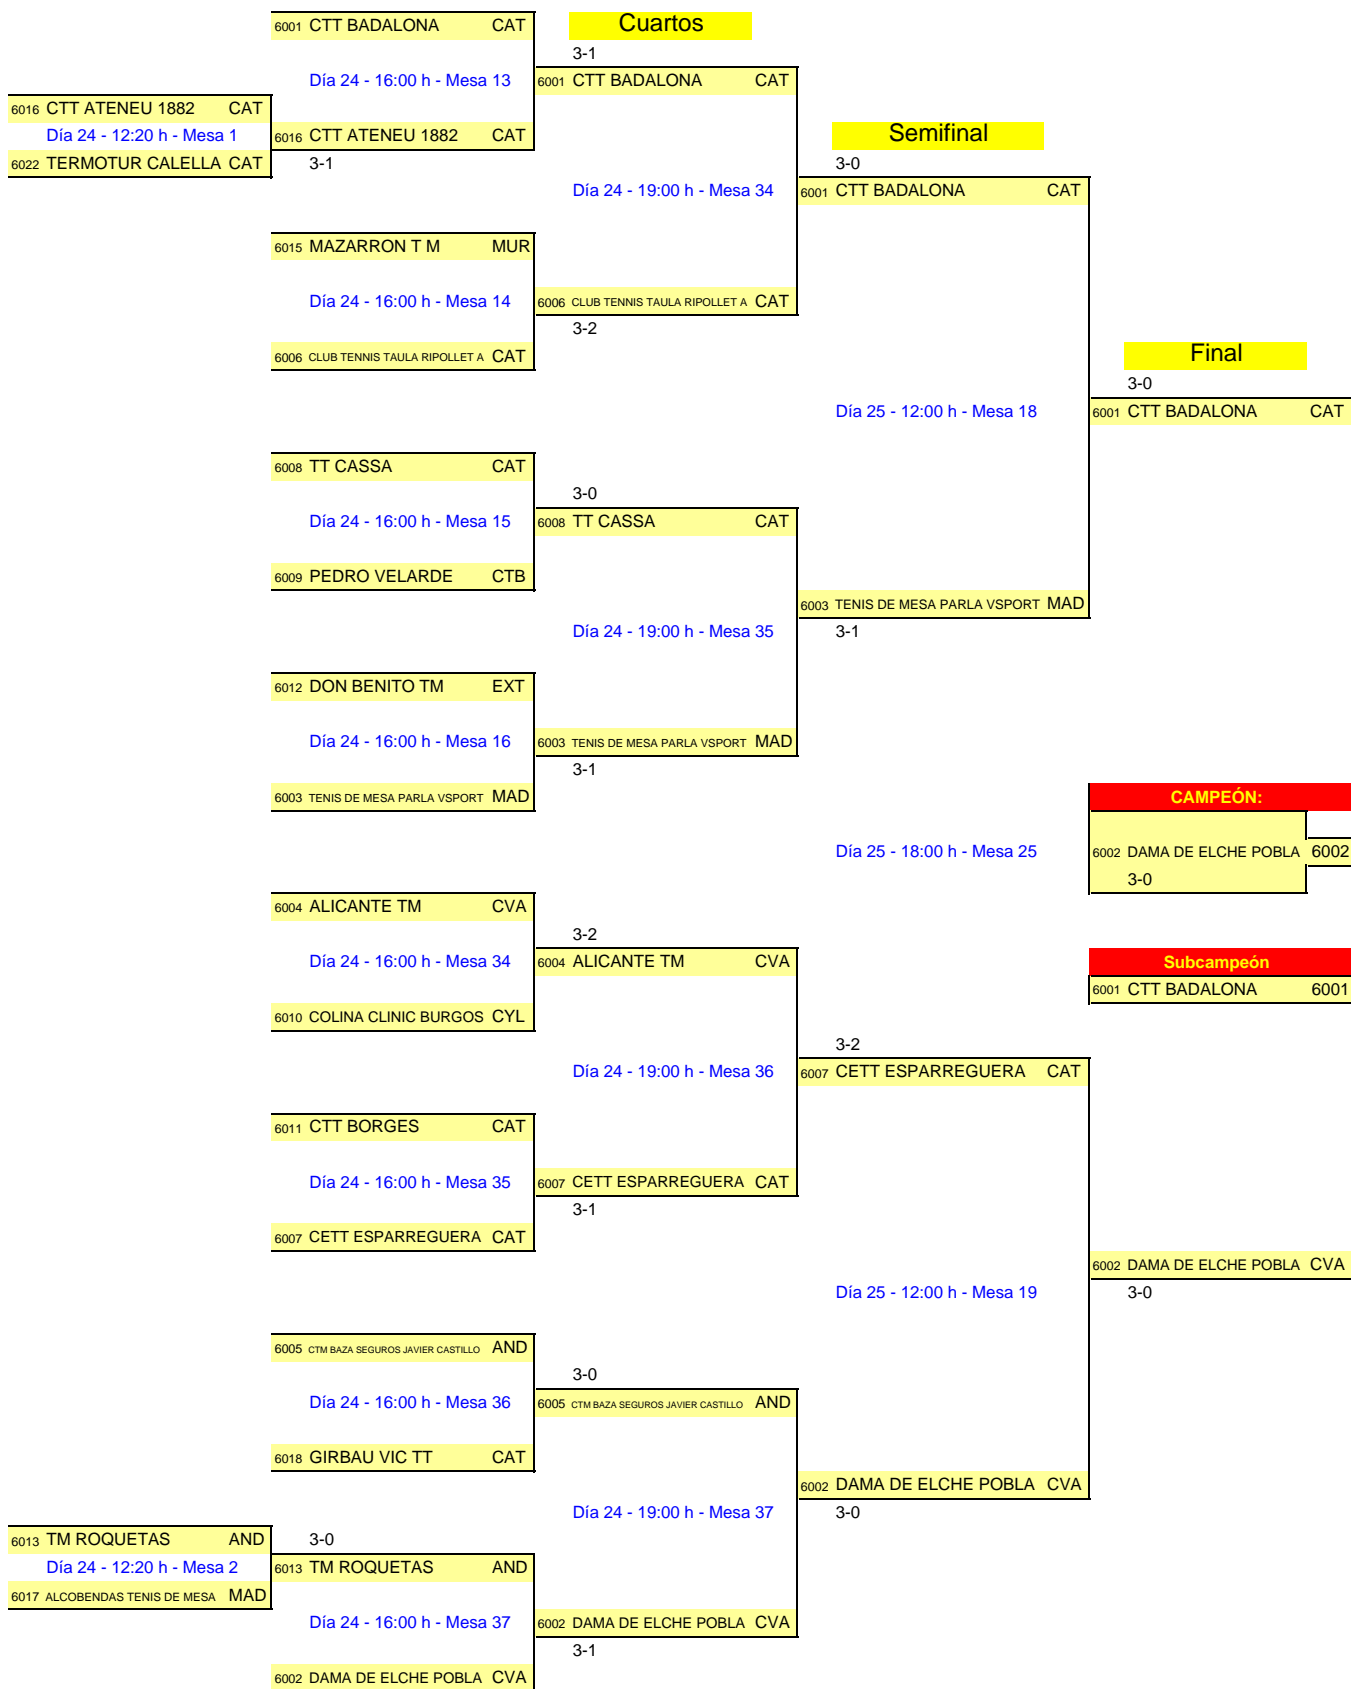 6001 CTT BADALONA CAT Cuartos
3-1
Día 24 - 16:00 h - Mesa 13 6001 CTT BADALONA CAT
6016 CTT ATENEU 1882 CAT
Día 24 - 12:20 h - Mesa 1 6016 CTT ATENEU 1882 CAT Semifinal
6022 TERMOTUR CALELLA CAT 3-1 3-0
Día 24 - 19:00 h - Mesa 34 6001 CTT BADALONA CAT
6015 MAZARRON T M MUR
Día 24 - 16:00 h - Mesa 14 6006 CLUB TENNIS TAULA RIPOLLET A CAT
3-2
6006 CLUB TENNIS TAULA RIPOLLET A CAT Final
3-0
Día 25 - 12:00 h - Mesa 18 6001 CTT BADALONA CAT
6008 TT CASSA CAT
3-0
Día 24 - 16:00 h - Mesa 15 6008 TT CASSA CAT
6009 PEDRO VELARDE CTB
6003 TENIS DE MESA PARLA VSPORT MAD
Día 24 - 19:00 h - Mesa 35 3-1
6012 DON BENITO TM EXT
Día 24 - 16:00 h - Mesa 16 6003 TENIS DE MESA PARLA VSPORT MAD
3-1
6003 TENIS DE MESA PARLA VSPORT MAD CAMPEÓN:
Día 25 - 18:00 h - Mesa 25 6002 DAMA DE ELCHE POBLA 6002
3-0
6004 ALICANTE TM CVA
3-2
Día 24 - 16:00 h - Mesa 34 6004 ALICANTE TM CVA Subcampeón
6001 CTT BADALONA 6001
6010 COLINA CLINIC BURGOS CYL
3-2
Día 24 - 19:00 h - Mesa 36 6007 CETT ESPARREGUERA CAT
6011 CTT BORGES CAT
Día 24 - 16:00 h - Mesa 35 6007 CETT ESPARREGUERA CAT
3-1
6007 CETT ESPARREGUERA CAT
6002 DAMA DE ELCHE POBLA CVA
Día 25 - 12:00 h - Mesa 19 3-0
6005 CTM BAZA SEGUROS JAVIER CASTILLO AND
3-0
Día 24 - 16:00 h - Mesa 36 6005 CTM BAZA SEGUROS JAVIER CASTILLO AND
6018 GIRBAU VIC TT CAT
6002 DAMA DE ELCHE POBLA CVA
Día 24 - 19:00 h - Mesa 37 3-0
6013 TM ROQUETAS AND 3-0
Día 24 - 12:20 h - Mesa 2 6013 TM ROQUETAS AND
6017 ALCOBENDAS TENIS DE MESA MAD
Día 24 - 16:00 h - Mesa 37 6002 DAMA DE ELCHE POBLA CVA
3-1
6002 DAMA DE ELCHE POBLA CVA